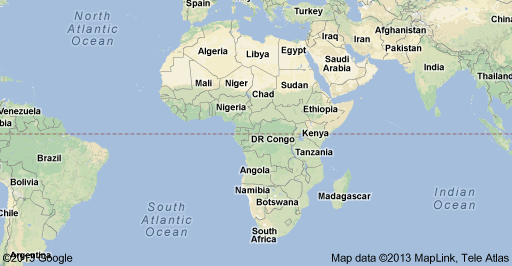 Spain
Turkey
North
Atlantic
Ocean
Iraq
Afghanistan
Iran
Pakistan
China
Algeria
Libya
Egypt
Saudi
Arabia
India
Thailand
Mali
Niger
Chad
Sudan
Nigeria
Ethiopia
Venezuela
Kenya
DR Congo
Tanzania
Brazil
Angola
Bolivia
Namibia
Botswana
Madagascar
Indian
Ocean
South
Atlantic
Ocean
Chile
South
Africa
Argentina
©2013 Google
Map data ©2013 MapLink, Tele Atlas